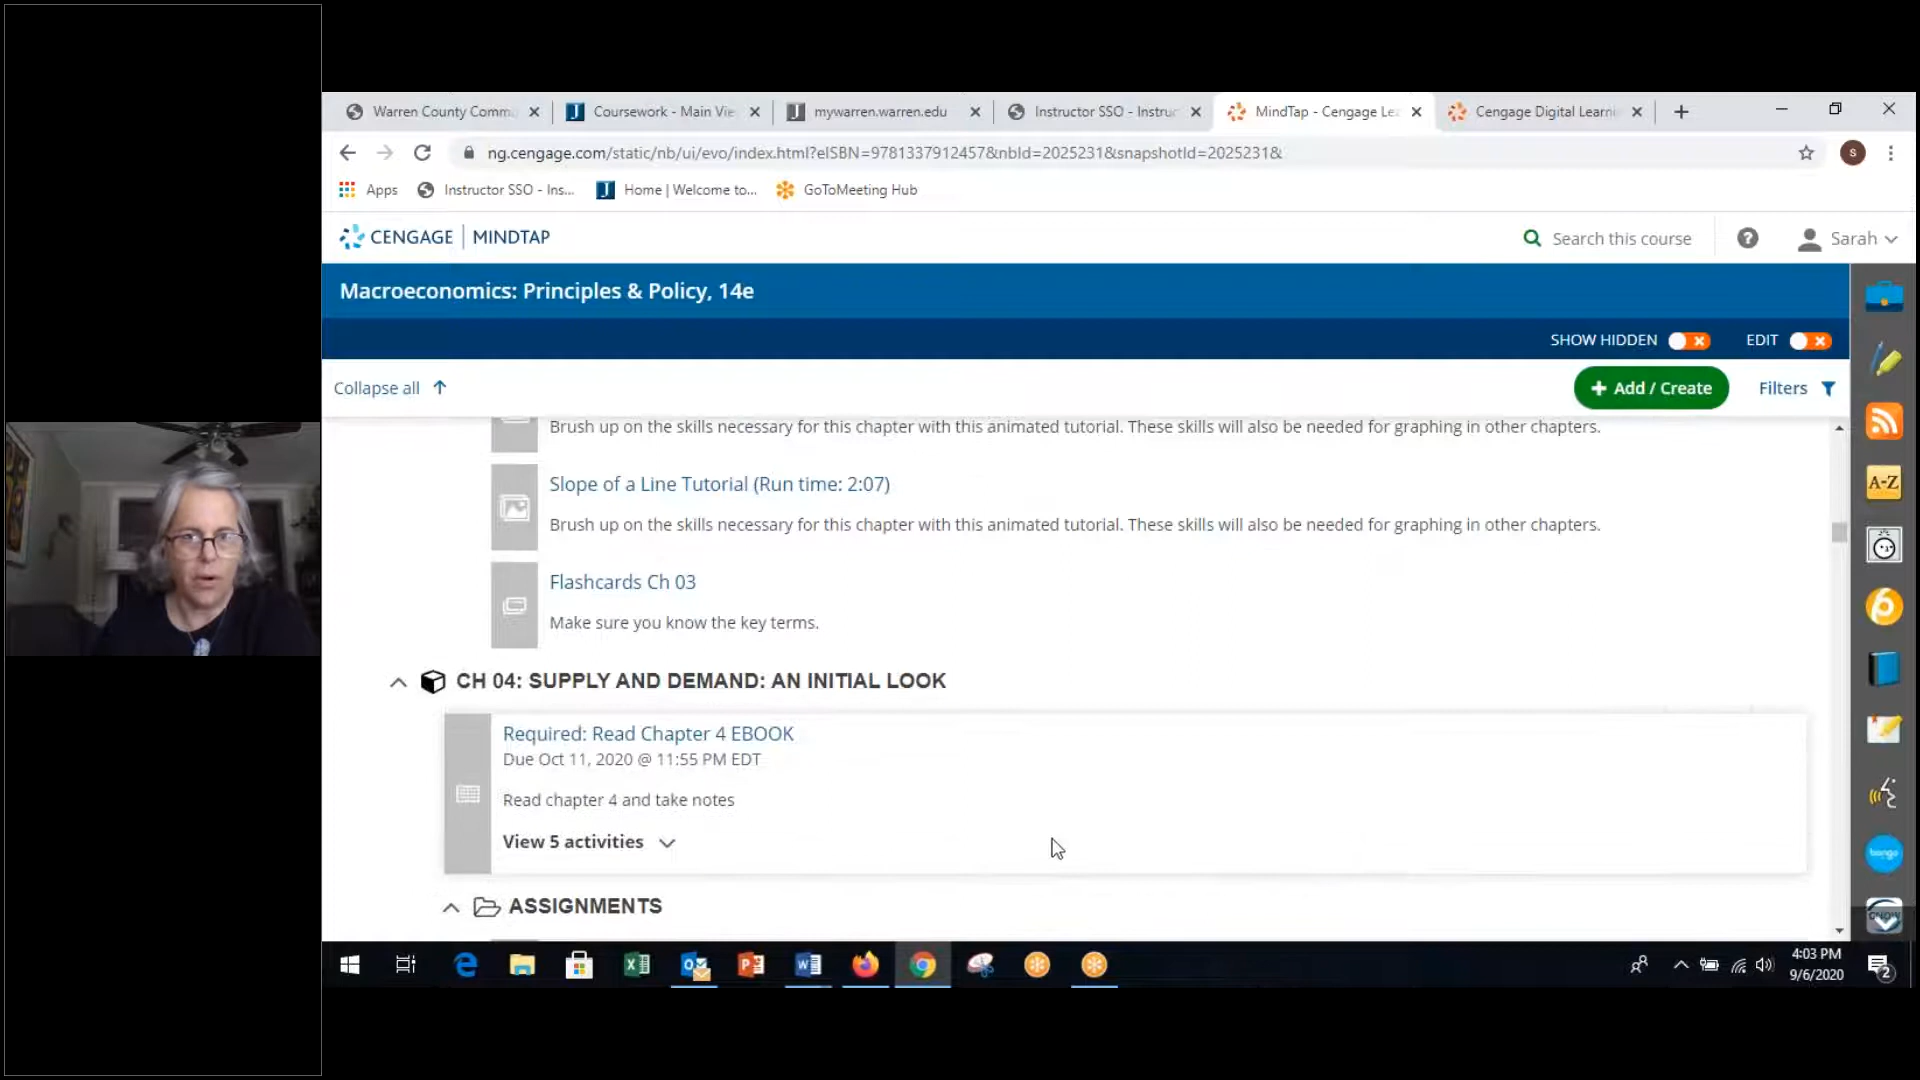 Warren County Commu
Coursework - Main Vie
mywarren.warren.edu
Instructor SSO - Instruc
MindTap - Cengage Le
Cengage Digital Learni
ng.cengage.com/static/nb/ui/evo/index.html?eISBN=9781337912457&nbId=2025231&snapshotId=2025231&
S
Apps
Instructor SSO - Ins...
Home | Welcome to...
GoToMeeting Hub
CENGAGE | MINDTAP
Search this course
Sarah
Macroeconomics: Principles & Policy, 14e
SHOW HIDDEN
EDIT
Collapse all
+ Add / Create
Filters
Brush up on the skills necessary for this chapter with this animated tutorial. These skills will also be needed for graphing in other chapters.
Slope of a Line Tutorial (Run time: 2:07)
Brush up on the skills necessary for this chapter with this animated tutorial. These skills will also be needed for graphing in other chapters.
Flashcards Ch 03
Make sure you know the key terms.
CH 04: SUPPLY AND DEMAND: AN INITIAL LOOK
Required: Read Chapter 4 EBOOK
Due Oct 11, 2020 @ 11:55 PM EDT
Read chapter 4 and take notes
View 5 activities
ASSIGNMENTS
A-Z
bongo
CNOW
4:03 PM
9/6/2020
2